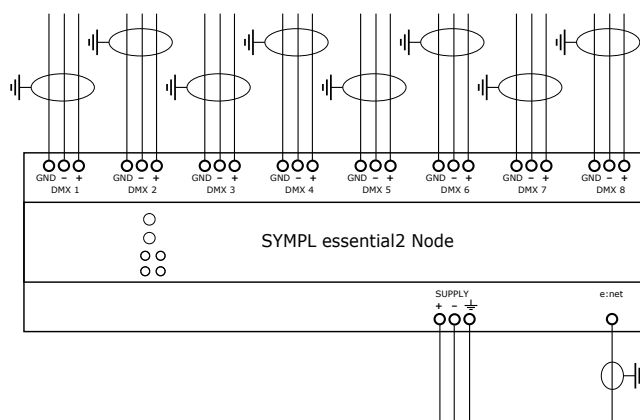 GND – + GND – + GND – + GND – + GND – + GND – + GND – + GND – +
DMX 1 DMX 2 DMX 3 DMX 4 DMX 5 DMX 6 DMX 7 DMX 8
SYMPL essential2 Node
SUPPLY e:net
+ –